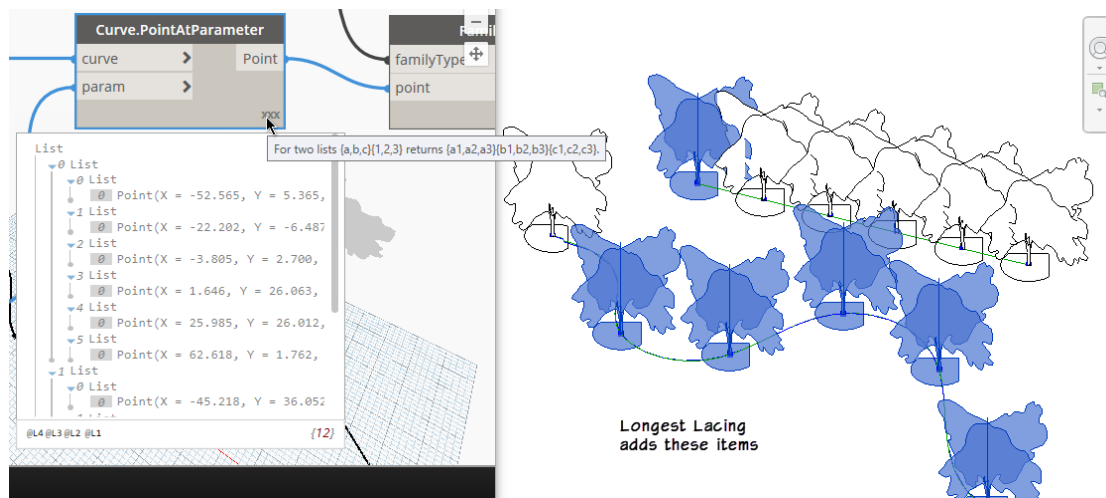 Curve.PointAtParameter
curve > Point
param >
xxx
Famil
familyType
point
For two lists {a,b,c}{1,2,3} returns {a1,a2,a3}{b1,b2,b3}{c1,c2,c3}.
List
0 List
0 List
0 Point(X = -52.565, Y = 5.365,
1 List
0 Point(X = -22.202, Y = -6.487
2 List
0 Point(X = -3.805, Y = 2.700,
3 List
0 Point(X = 1.646, Y = 26.063,
4 List
0 Point(X = 25.985, Y = 26.012,
5 List
0 Point(X = 62.618, Y = 1.762,
1 List
0 List
0 Point(X = -45.218, Y = 36.052
@L4 @L3 @L2 @L1 {12}
Longest Lacing
adds these items